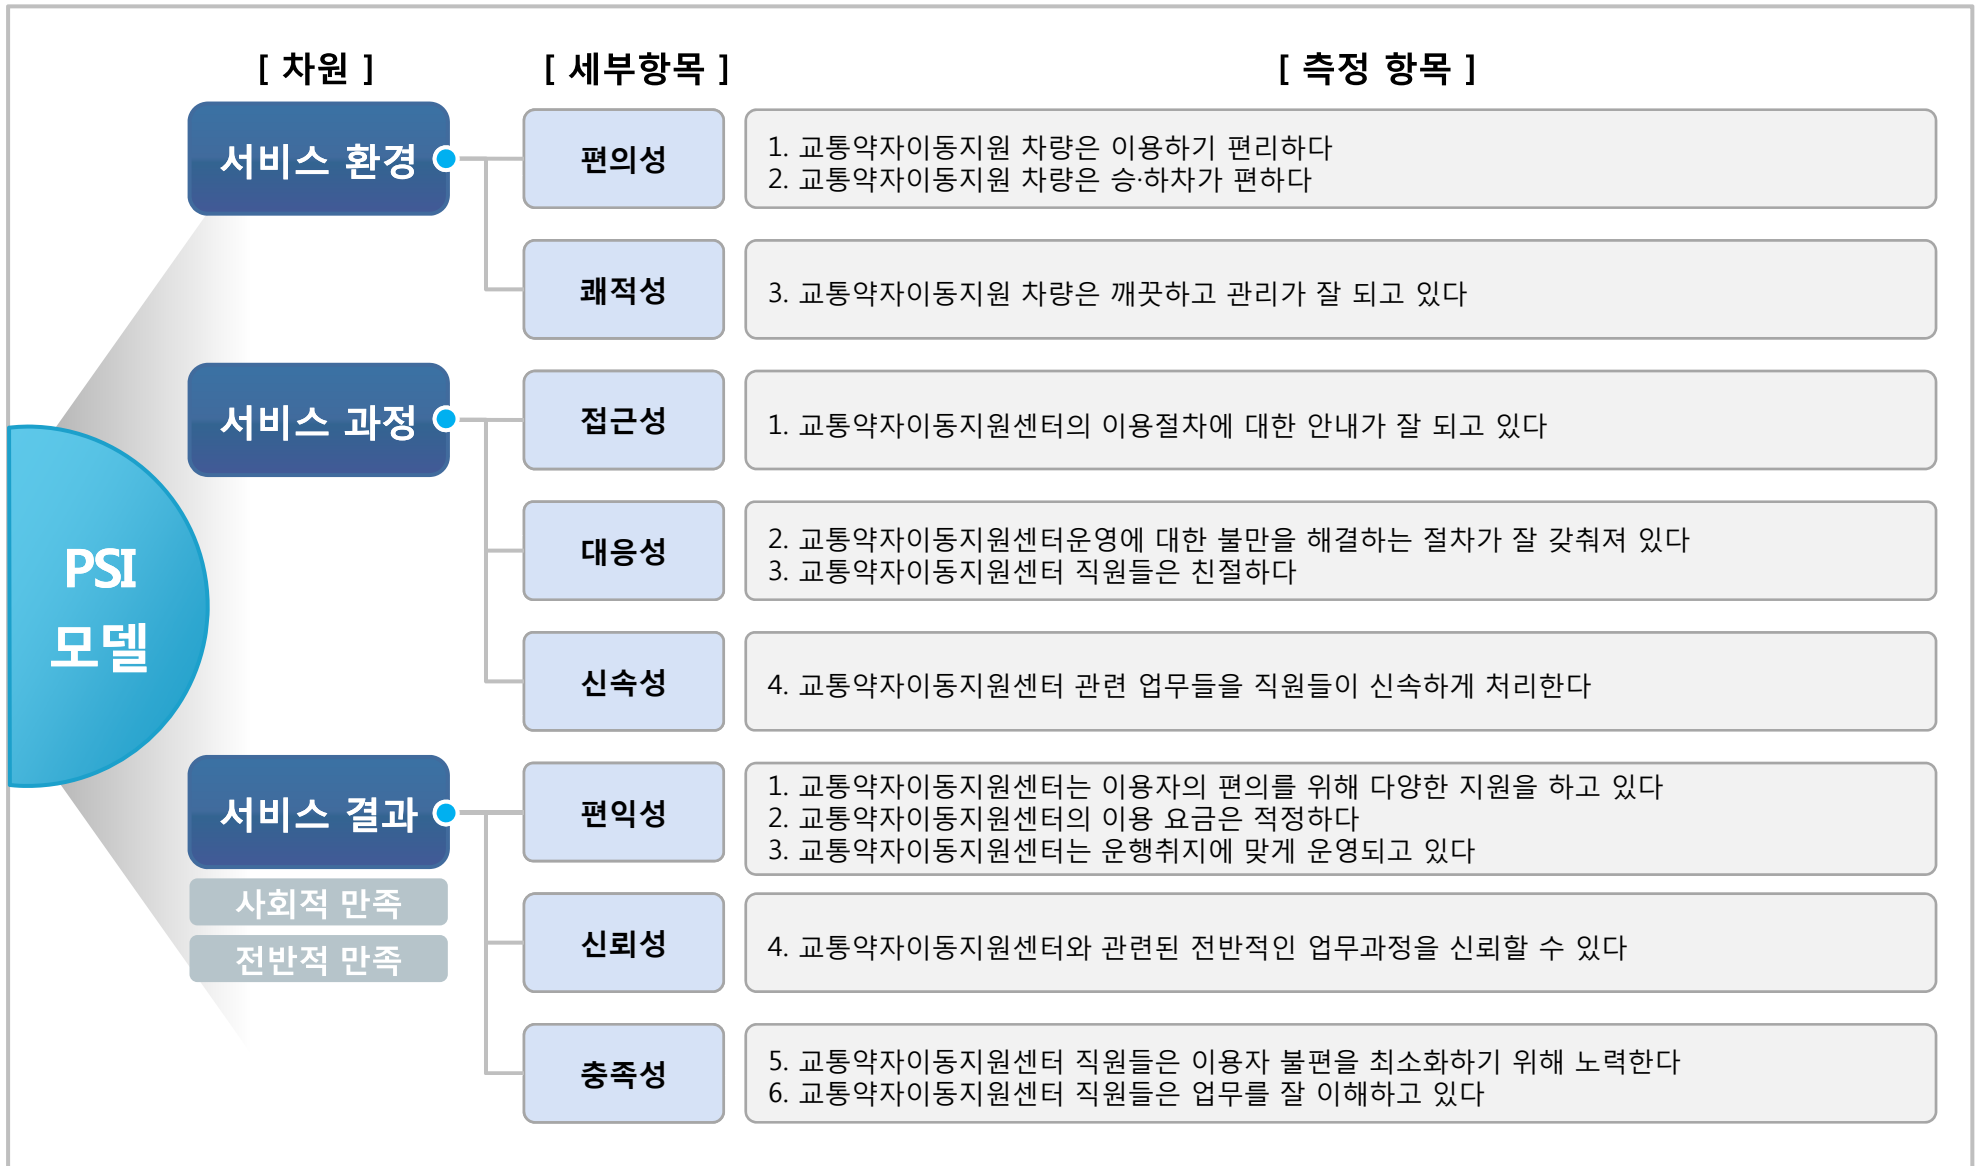 [ 차원 ]
[ 세부항목 ]
[ 측정 항목 ]
PSI
모델
서비스 환경
편의성
1. 교통약자이동지원 차량은 이용하기 편리하다
2. 교통약자이동지원 차량은 승·하차가 편하다
쾌적성
3. 교통약자이동지원 차량은 깨끗하고 관리가 잘 되고 있다
서비스 과정
접근성
1. 교통약자이동지원센터의 이용절차에 대한 안내가 잘 되고 있다
대응성
2. 교통약자이동지원센터운영에 대한 불만을 해결하는 절차가 잘 갖춰져 있다
3. 교통약자이동지원센터 직원들은 친절하다
신속성
4. 교통약자이동지원센터 관련 업무들을 직원들이 신속하게 처리한다
서비스 결과
사회적 만족
전반적 만족
편익성
1. 교통약자이동지원센터는 이용자의 편의를 위해 다양한 지원을 하고 있다
2. 교통약자이동지원센터의 이용 요금은 적정하다
3. 교통약자이동지원센터는 운행취지에 맞게 운영되고 있다
신뢰성
4. 교통약자이동지원센터와 관련된 전반적인 업무과정을 신뢰할 수 있다
충족성
5. 교통약자이동지원센터 직원들은 이용자 불편을 최소화하기 위해 노력한다
6. 교통약자이동지원센터 직원들은 업무를 잘 이해하고 있다